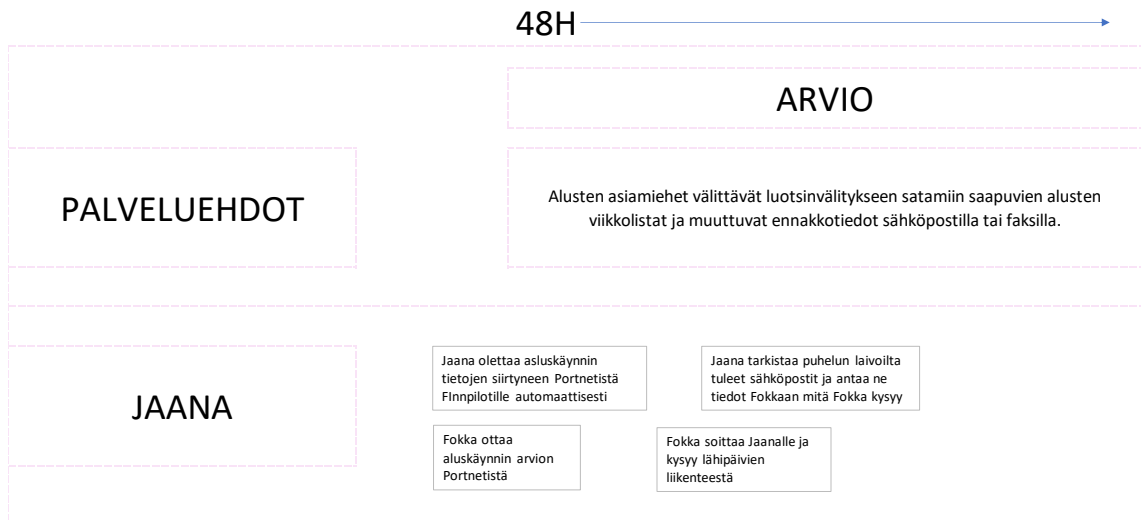 48H
ARVIO
PALVELUEHDOT
Alusten asiamiehet välittävät luotsinvälitykseen satamiin saapuvien alusten
viikkolistat ja muuttuvat ennakkotiedot sähköpostilla tai faksilla.
JAANA
Jaana olettaa asluskäynnin
tietojen siirtyneen Portnetistä
FInnpilotille automaattisesti
Jaana tarkistaa puhelun laivoilta
tuleet sähköpostit ja antaa ne
tiedot Fokkaan mitä Fokka kysyy
Fokka ottaa
aluskäynnin arvion
Portnetistä
Fokka soittaa Jaanalle ja
kysyy lähipäivien
liikenteestä